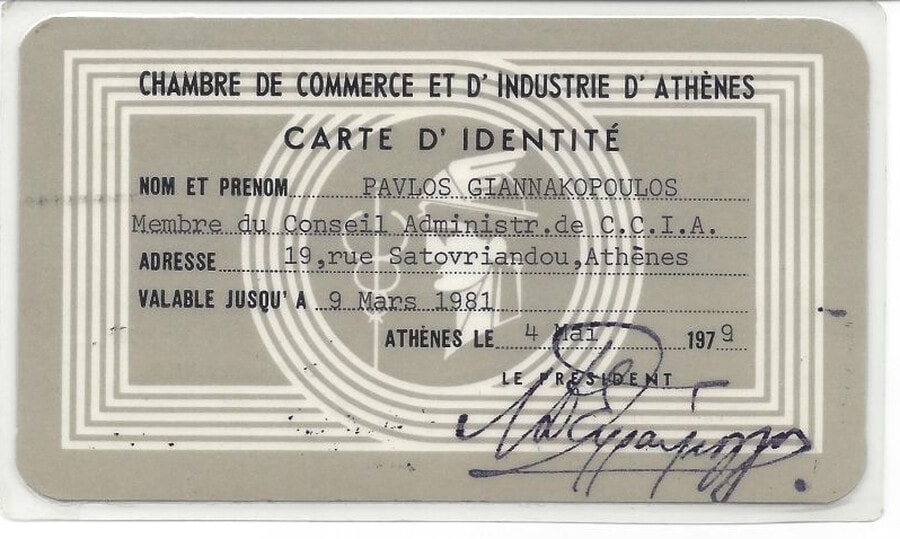 CHAMBRE DE COMMERCE ET D' INDUSTRIE D' ATHÈNES
CARTE D' IDENTITÉ
NOM ET PRENOM PAVLOS GIANNAKOPOULOS
Membre du Conseil Administr.de C.C.I.A.
ADRESSE 19,rue Satovriandou,Athènes
VALABLE JUSQU' A 9 Mars 1981
ATHÈNES LE 4 Mai 1979
LE PRÉSIDENT